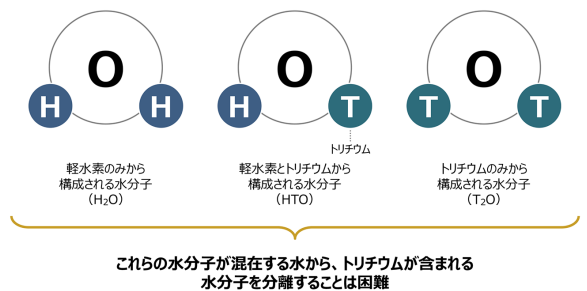 O
H H
O
H T
トリチウム
O
T T
軽水素のみから
構成される水分子
（H₂O）
軽水素とトリチウムから
構成される水分子
（HTO）
トリチウムのみから
構成される水分子
（T₂O）
これらの水分子が混在する水から、トリチウムが含まれる
水分子を分離することは困難